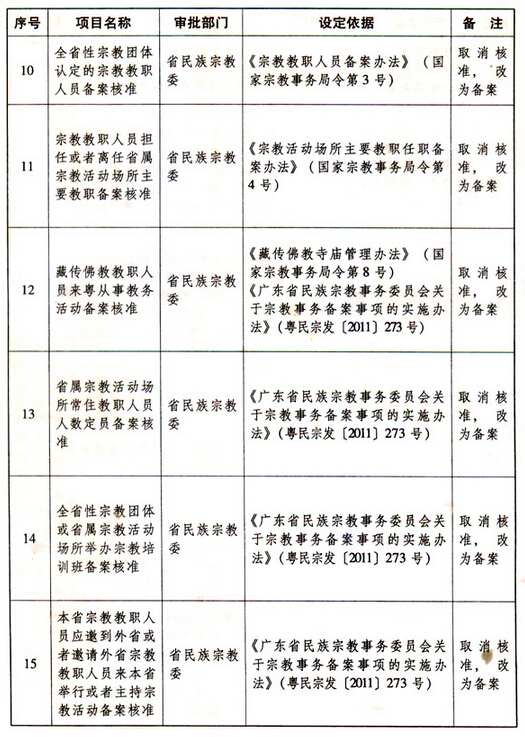 序号 项目名称 审批部门 设定依据 备 注
10
全省性宗教团体
认定的宗教教职
人员备案核准
省民族宗教
委
《宗教教职人员备案办法》（国
家宗教事务局令第3号）
取消核
准，改
为备案
11
宗教教职人员担
任或者离任省属
宗教活动场所主
要教职备案核准
省民族宗教
委
《宗教活动场所主要教职任职备
案办法》（国家宗教事务局令第
4号）
取消核
准，改
为备案
12
藏传佛教教职人
员来粤从事教务
活动备案核准
省民族宗教
委
《藏传佛教寺庙管理办法》（国
家宗教事务局令第8号）
《广东省民族宗教事务委员会关
于宗教事务备案事项的实施办
法》（粤民宗发〔2011〕273号）
取消核
准，改
为备案
13
省属宗教活动场
所常住教职人员
人数定员备案核
准
省民族宗教
委
《广东省民族宗教事务委员会关
于宗教事务备案事项的实施办
法》（粤民宗发〔2011〕273号）
取消核
准，改
为备案
14
全省性宗教团体
或省属宗教活动
场所举办宗教培
训班备案核准
省民族宗教
委
《广东省民族宗教事务委员会关
于宗教事务备案事项的实施办
法》（粤民宗发〔2011〕273号）
取消核
准，改
为备案
15
本省宗教教职人
员应邀到外省或
者邀请外省宗教
教职人员来本省
举行或者主持宗
教活动备案核准
省民族宗教
委
《广东省民族宗教事务委员会关
于宗教事务备案事项的实施办
法》（粤民宗发〔2011〕273号）
取消核
准，改
为备案